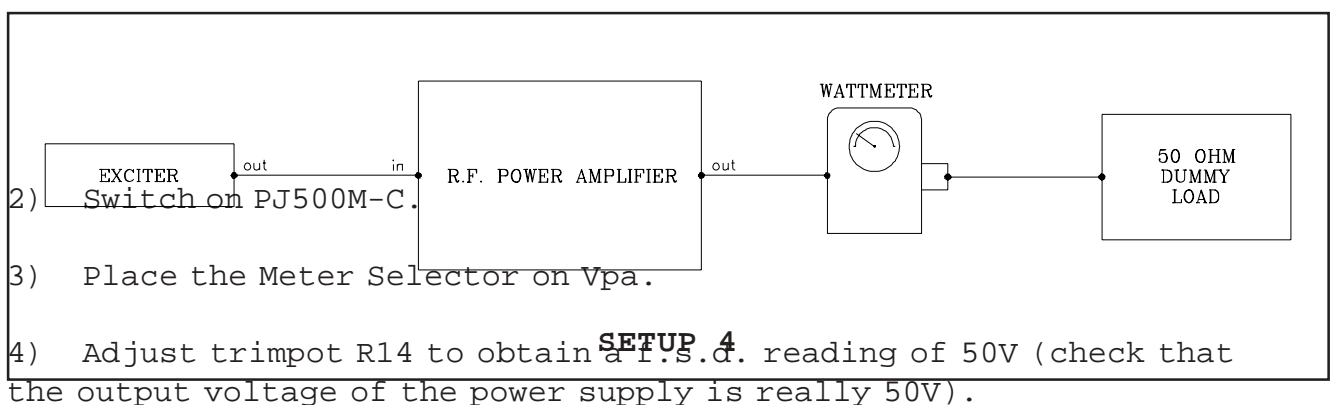 WATTMETER
EXCITER
out
in
R.F. POWER AMPLIFIER
out
50 OHM
DUMMY
LOAD
2) Switch on PJ500M-C.
3) Place the Meter Selector on Vpa.
SETUP 4
4) Adjust trimpot R14 to obtain a f.s.d. reading of 50V (check that
the output voltage of the power supply is really 50V).